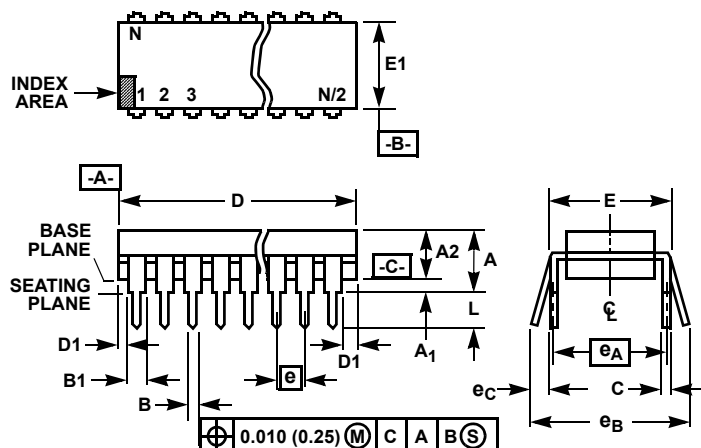 N
E1
INDEX
AREA
1 2 3 N/2
-B-
-A-
D
E
BASE
PLANE
A2
A
-C-
SEATING
PLANE
L
C
L
D1
A1
D1
eA
B1
e
eC
C
B
eB
0.010 (0.25) M C A B S